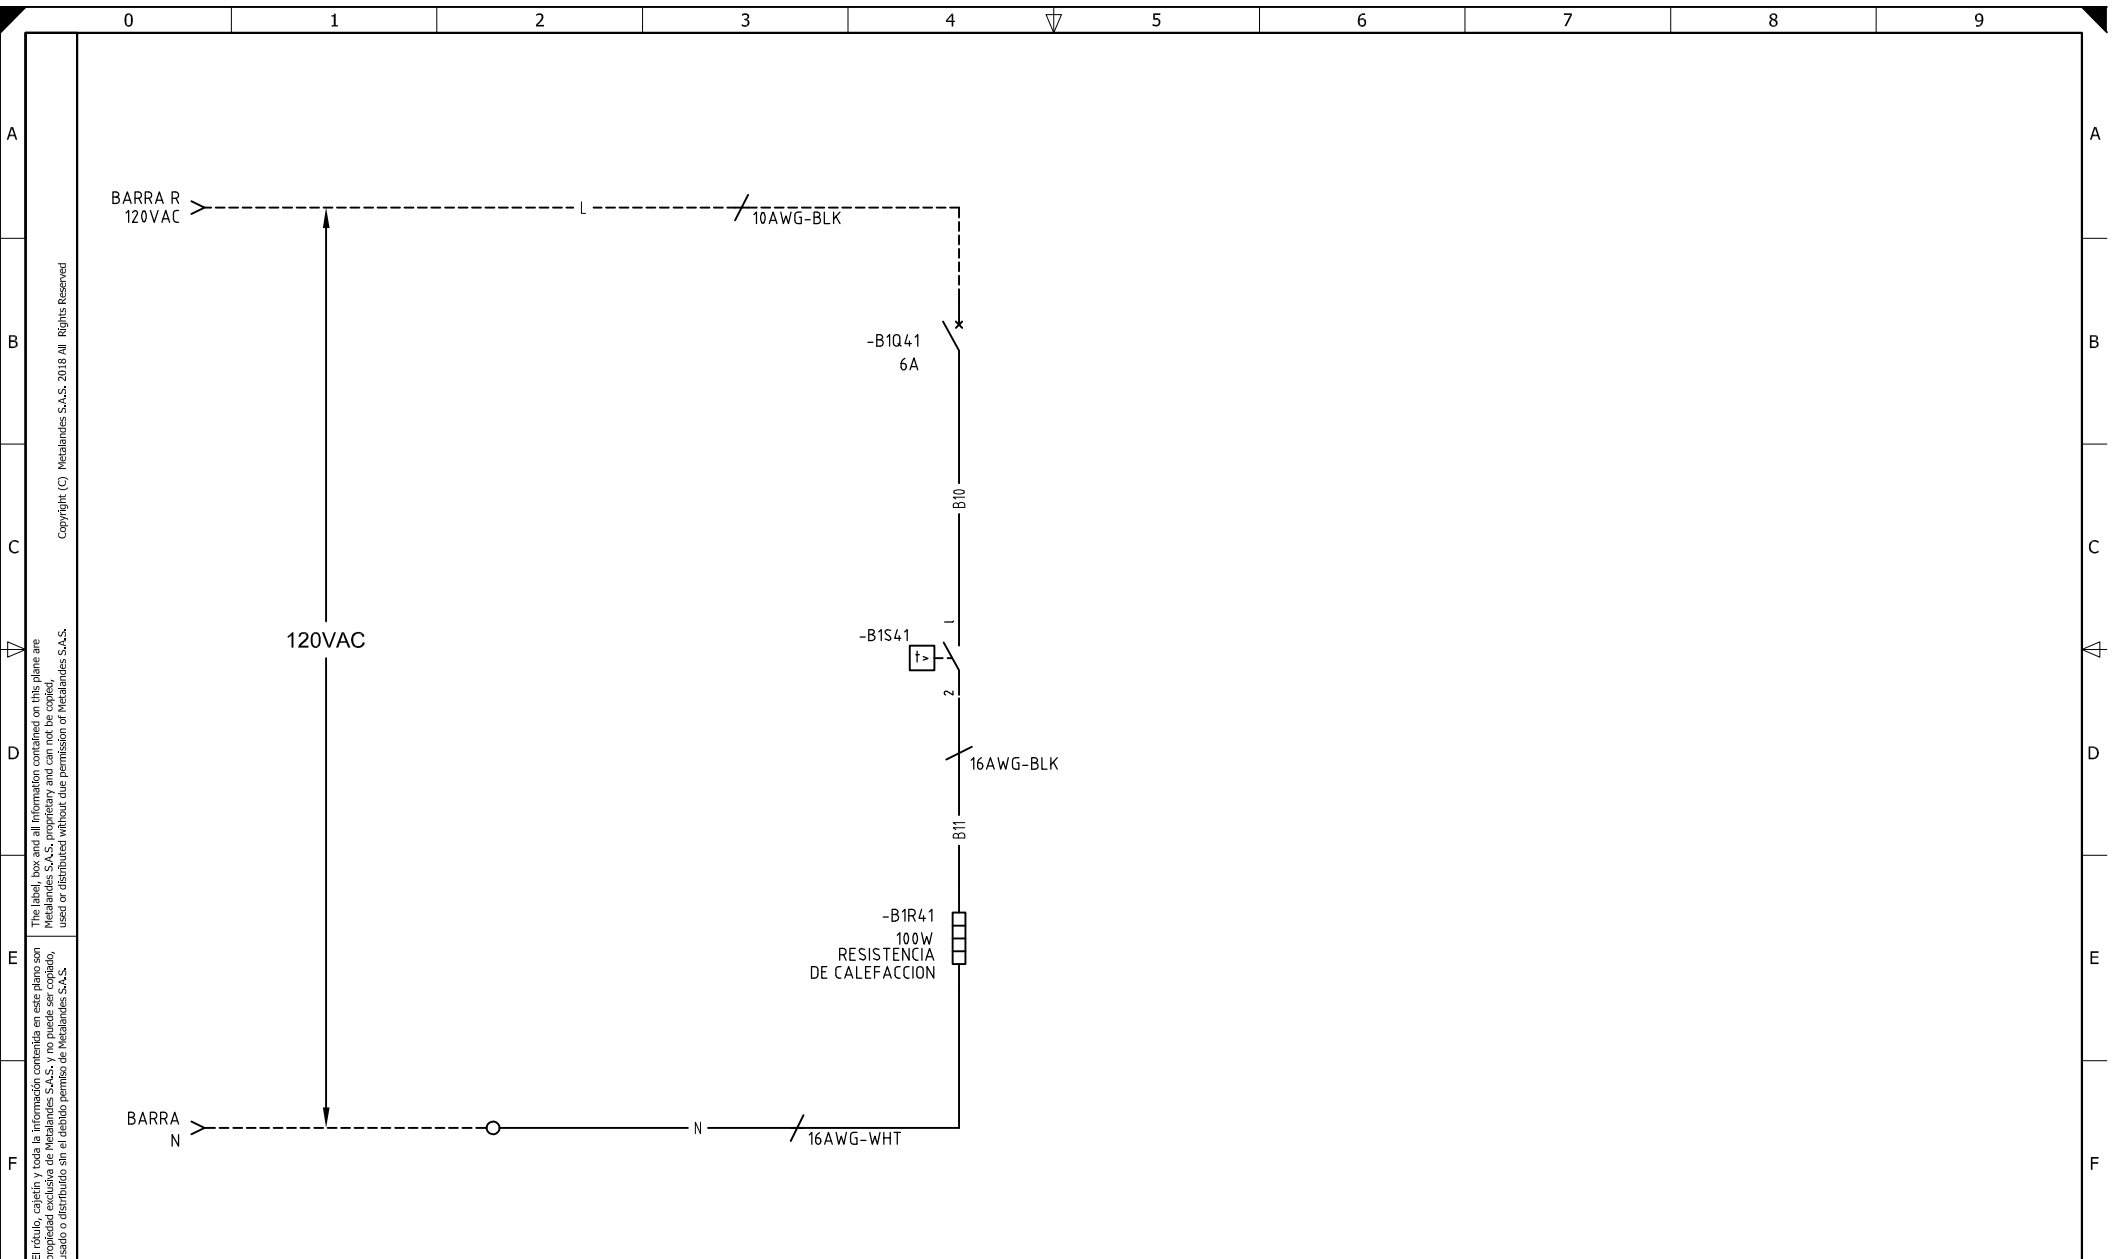 0 1 2 3 4 5 6 7 8 9
A A
BARRA R
120VAC
L
10AWG-BLK
B B
-B1Q41
6A
B10
C C
120VAC
1
-B1S41
t>
2
D D
16AWG-BLK
B11
-B1R41
100W
RESISTENCIA
DE CALEFACCION
E E
BARRA
N
N
16AWG-WHT
F F
Copyright (C) Metalandes S.A.S. 2018 All Rights Reserved
The label, box and all information contained on this plane are
Metalandes S.A.S. proprietary and can not be copied,
used or distributed without due permission of Metalandes S.A.S.
El rótulo, cajetín y toda la información contenida en este plano son
propiedad exclusiva de Metalandes S.A.S. y no puede ser copiado,
usado o distribuido sin el debido permiso de Metalandes S.A.S.